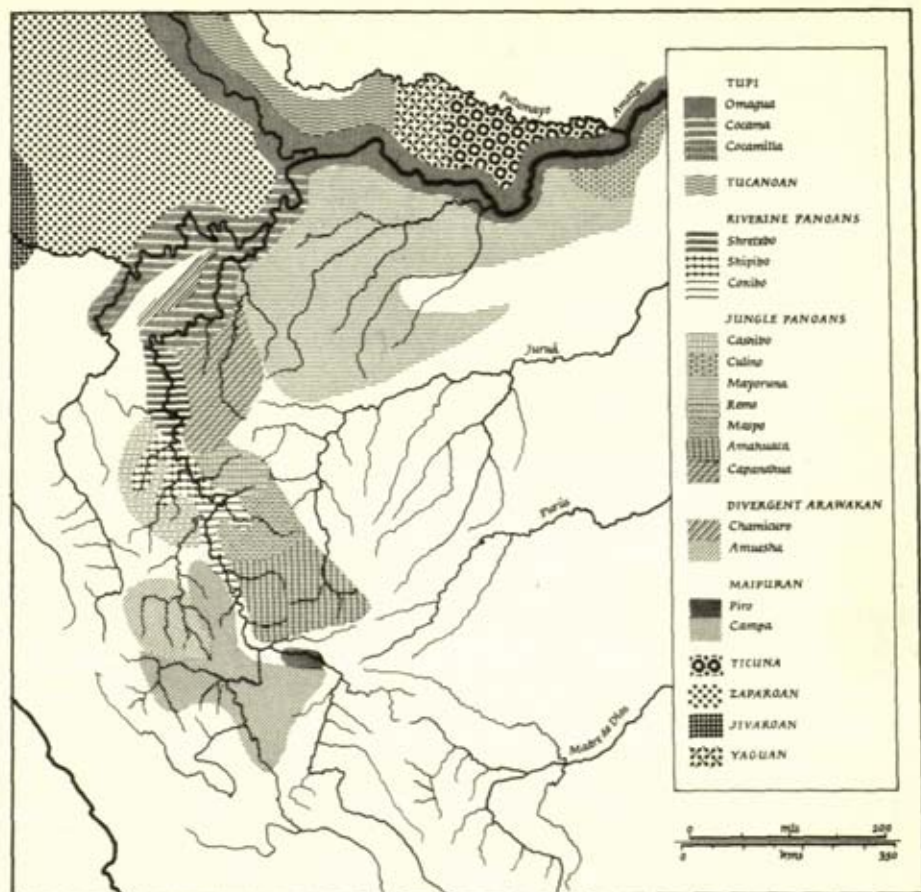 Putumayo
Amazon
Juruá
Purús
Madre de Dios
TUPI
Omagua
Cocama
Cocamilla
TUCANOAN
RIVERINE PANOANS
Shetebo
Shipibo
Conibo
JUNGLE PANOANS
Cashibo
Culino
Mayoruna
Remo
Maspo
Amahuaca
Capanahua
DIVERGENT ARAWAKAN
Chamicuro
Amuesha
MAIPURAN
Piro
Campa
TICUNA
ZAPAROAN
JIVAROAN
YAGUAN
0 mls 200
0 kms 350